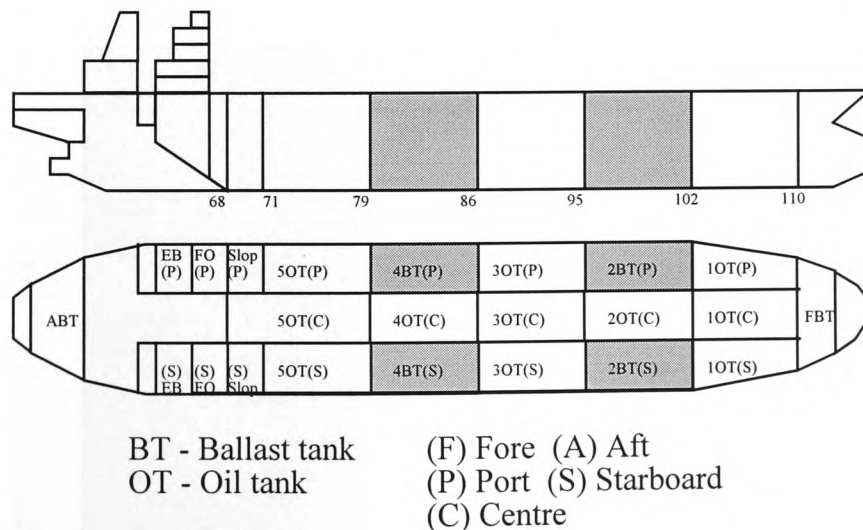 68 71 79 86 95 102 110
EB FO Slop
(P) (P) (P) 5OT(P) 4BT(P) 3OT(P) 2BT(P) 1OT(P)
ABT 5OT(C) 4OT(C) 3OT(C) 2OT(C) 1OT(C) FBT
(S) (S) (S) 5OT(S) 4BT(S) 3OT(S) 2BT(S) 1OT(S)
EB FO Slop
BT - Ballast tank (F) Fore (A) Aft
OT - Oil tank (P) Port (S) Starboard
(C) Centre